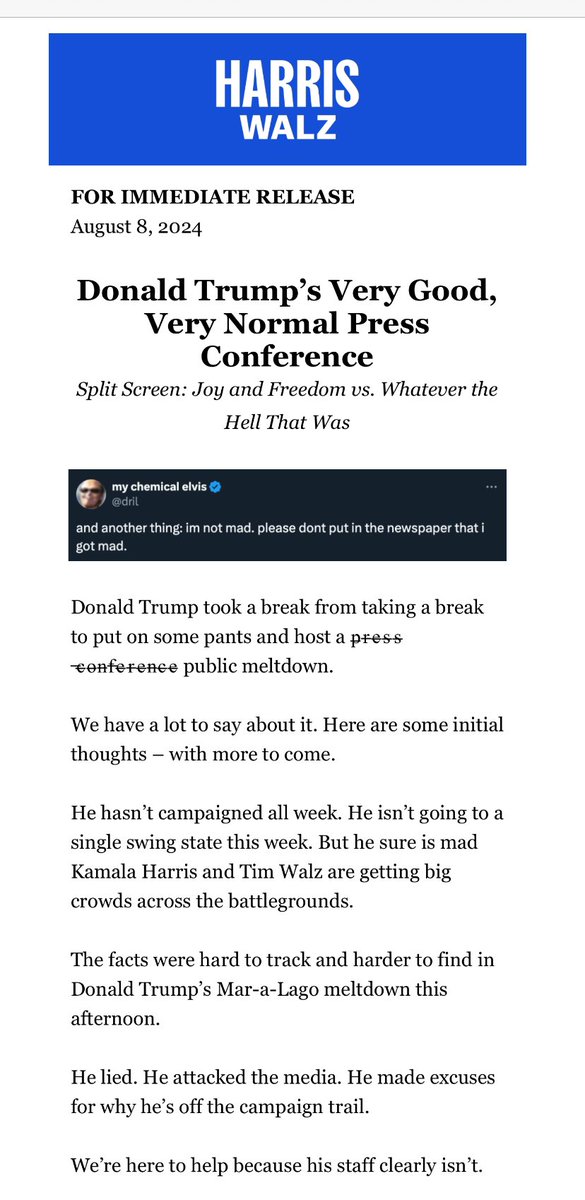 HARRIS
WALZ
FOR IMMEDIATE RELEASE
August 8, 2024
Donald Trump’s Very Good,
Very Normal Press
Conference
Split Screen: Joy and Freedom vs. Whatever the
Hell That Was
my chemical elvis
@dril
and another thing: im not mad. please dont put in the newspaper that i
got mad.
Donald Trump took a break from taking a break
to put on some pants and host a press
conference public meltdown.
We have a lot to say about it. Here are some initial
thoughts – with more to come.
He hasn’t campaigned all week. He isn’t going to a
single swing state this week. But he sure is mad
Kamala Harris and Tim Walz are getting big
crowds across the battlegrounds.
The facts were hard to track and harder to find in
Donald Trump’s Mar-a-Lago meltdown this
afternoon.
He lied. He attacked the media. He made excuses
for why he’s off the campaign trail.
We’re here to help because his staff clearly isn’t.